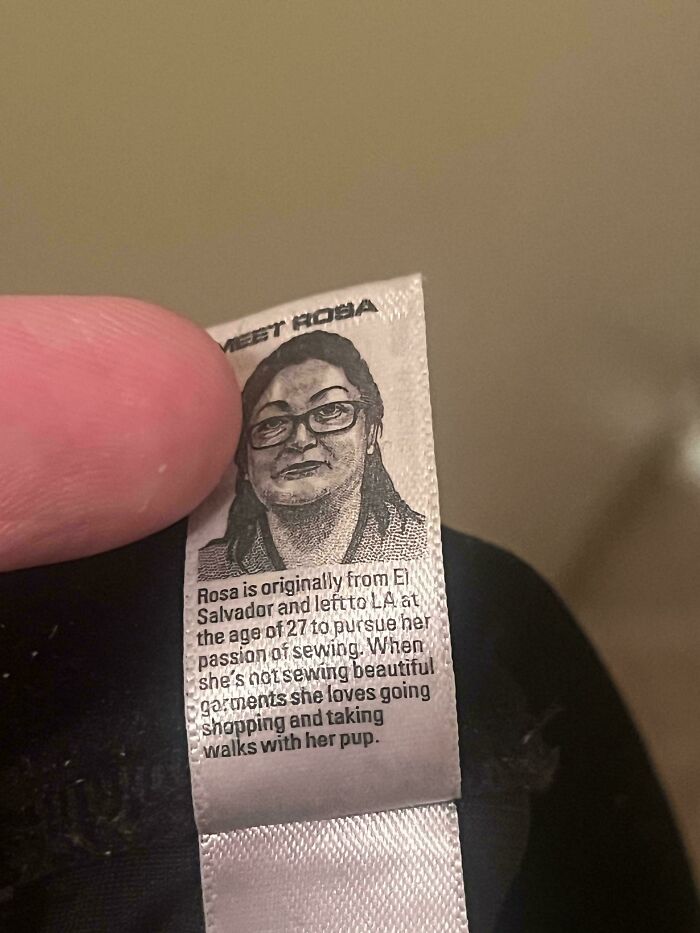 MEET ROSA
Rosa is originally from El
Salvador and left to LA at
the age of 27 to pursue her
passion of sewing. When
she's not sewing beautiful
garments she loves going
shopping and taking
walks with her pup.